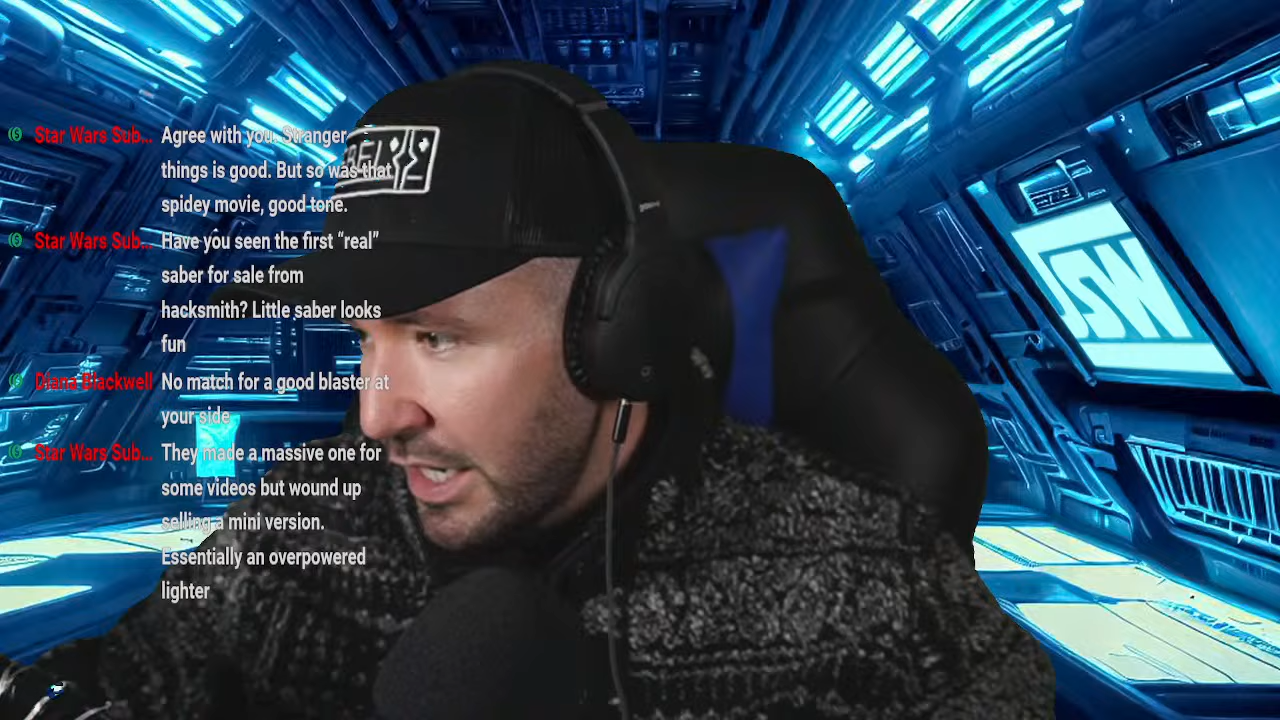 Star Wars Sub... Agree with you. Stranger
things is good. But so was that
spidey movie, good tone.
Star Wars Sub... Have you seen the first “real”
saber for sale from
hacksmith? Little saber looks
fun
Diana Blackwell No match for a good blaster at
your side
Star Wars Sub... They made a massive one for
some videos but wound up
selling a mini version.
Essentially an overpowered
lighter